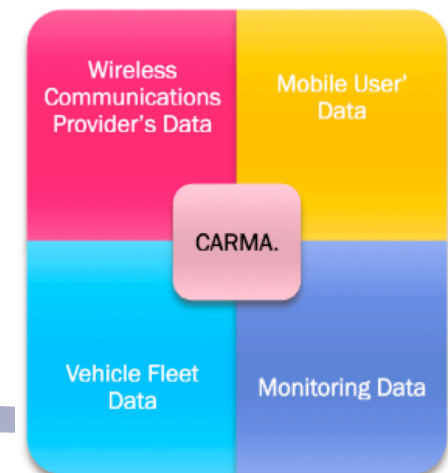 Wireless
Communications
Provider's Data
Mobile User'
Data
CARMA.
Vehicle Fleet
Data
Monitoring Data